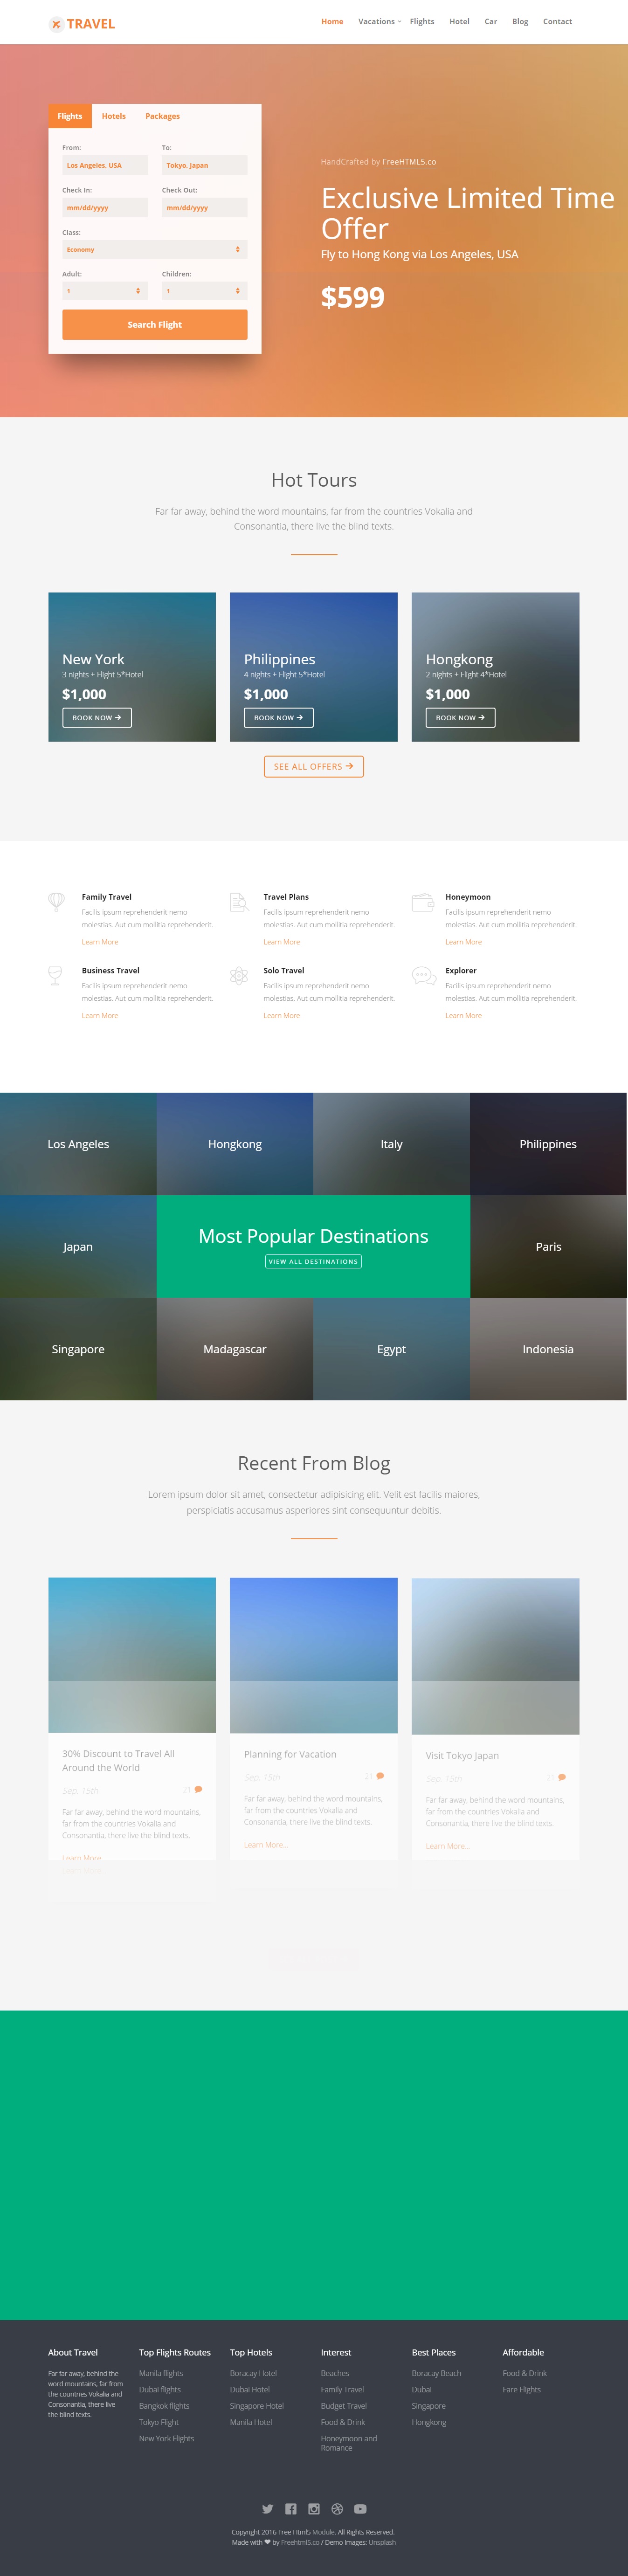 TRAVEL
Home Vacations Flights Hotel Car Blog Contact
Flights Hotels Packages
From: To:
Los Angeles, USA Tokyo, Japan
Check In: Check Out:
mm/dd/yyyy mm/dd/yyyy
Class:
Economy
Adult: Children:
1 1
Search Flight
HandCrafted by FreeHTML5.co
Exclusive Limited Time
Offer
Fly to Hong Kong via Los Angeles, USA
$599
Hot Tours
Far far away, behind the word mountains, far from the countries Vokalia and
Consonantia, there live the blind texts.
New York
3 nights + Flight 5*Hotel
$1,000
BOOK NOW
Philippines
4 nights + Flight 5*Hotel
$1,000
BOOK NOW
Hongkong
2 nights + Flight 4*Hotel
$1,000
BOOK NOW
SEE ALL OFFERS
Family Travel
Facilis ipsum reprehenderit nemo
molestias. Aut cum mollitia reprehenderit.
Learn More
Travel Plans
Facilis ipsum reprehenderit nemo
molestias. Aut cum mollitia reprehenderit.
Learn More
Honeymoon
Facilis ipsum reprehenderit nemo
molestias. Aut cum mollitia reprehenderit.
Learn More
Business Travel
Facilis ipsum reprehenderit nemo
molestias. Aut cum mollitia reprehenderit.
Learn More
Solo Travel
Facilis ipsum reprehenderit nemo
molestias. Aut cum mollitia reprehenderit.
Learn More
Explorer
Facilis ipsum reprehenderit nemo
molestias. Aut cum mollitia reprehenderit.
Learn More
Los Angeles
Hongkong
Italy
Philippines
Japan
Most Popular Destinations
VIEW ALL DESTINATIONS
Paris
Singapore
Madagascar
Egypt
Indonesia
Recent From Blog
Lorem ipsum dolor sit amet, consectetur adipisicing elit. Velit est facilis maiores,
perspiciatis accusamus asperiores sint consequuntur debitis.
30% Discount to Travel All
Around the World
Sep. 15th 21
Far far away, behind the word mountains,
far from the countries Vokalia and
Consonantia, there live the blind texts.
Learn More...
Planning for Vacation
Sep. 15th 21
Far far away, behind the word mountains,
far from the countries Vokalia and
Consonantia, there live the blind texts.
Learn More...
Visit Tokyo Japan
Sep. 15th 21
Far far away, behind the word mountains,
far from the countries Vokalia and
Consonantia, there live the blind texts.
Learn More...
About Travel
Far far away, behind the
word mountains, far from
the countries Vokalia and
Consonantia, there live
the blind texts.
Top Flights Routes
Manila flights
Dubai flights
Bangkok flights
Tokyo Flight
New York Flights
Top Hotels
Boracay Hotel
Dubai Hotel
Singapore Hotel
Manila Hotel
Interest
Beaches
Family Travel
Budget Travel
Food & Drink
Honeymoon and
Romance
Best Places
Boracay Beach
Dubai
Singapore
Hongkong
Affordable
Food & Drink
Fare Flights
Copyright 2016 Free Html5 Module. All Rights Reserved.
Made with ♥ by Freehtml5.co / Demo Images: Unsplash